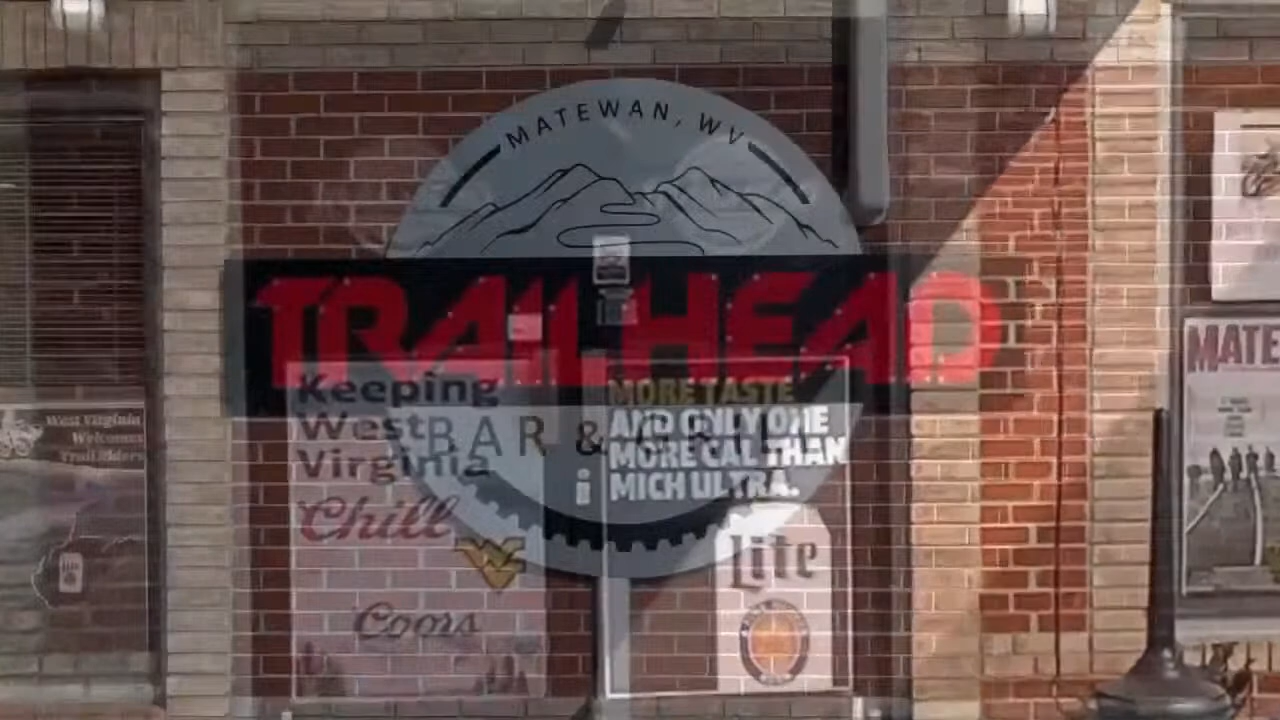 MATEWAN, WV
TRAILHEAD
BAR & GRILL
Keeping
West
Virginia
Chill
Coors
MORE TASTE
AND ONLY ONE
MORE CAL THAN
MICH ULTRA.
Lite
West Virginia
Welcomes
Trail Riders
MATE